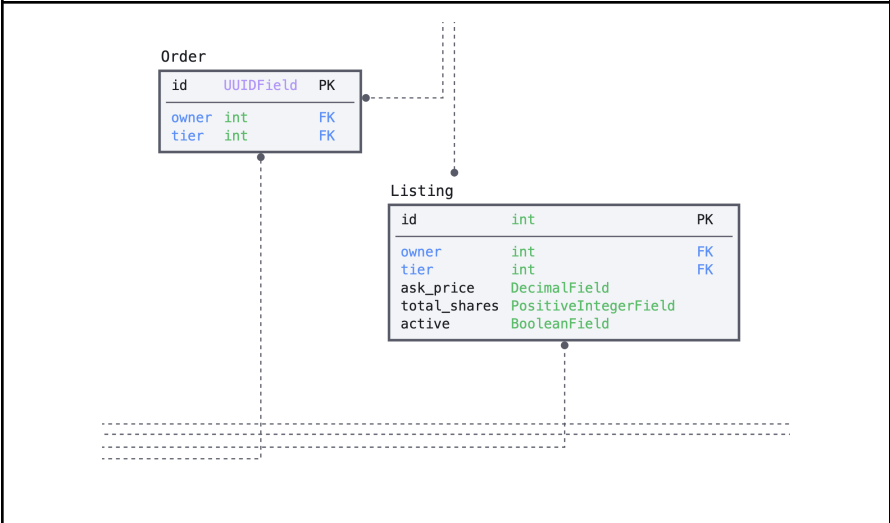 Order
id UUIDField PK
owner int FK
tier int FK
Listing
id int PK
owner int FK
tier int FK
ask_price DecimalField
total_shares PositiveIntegerField
active BooleanField